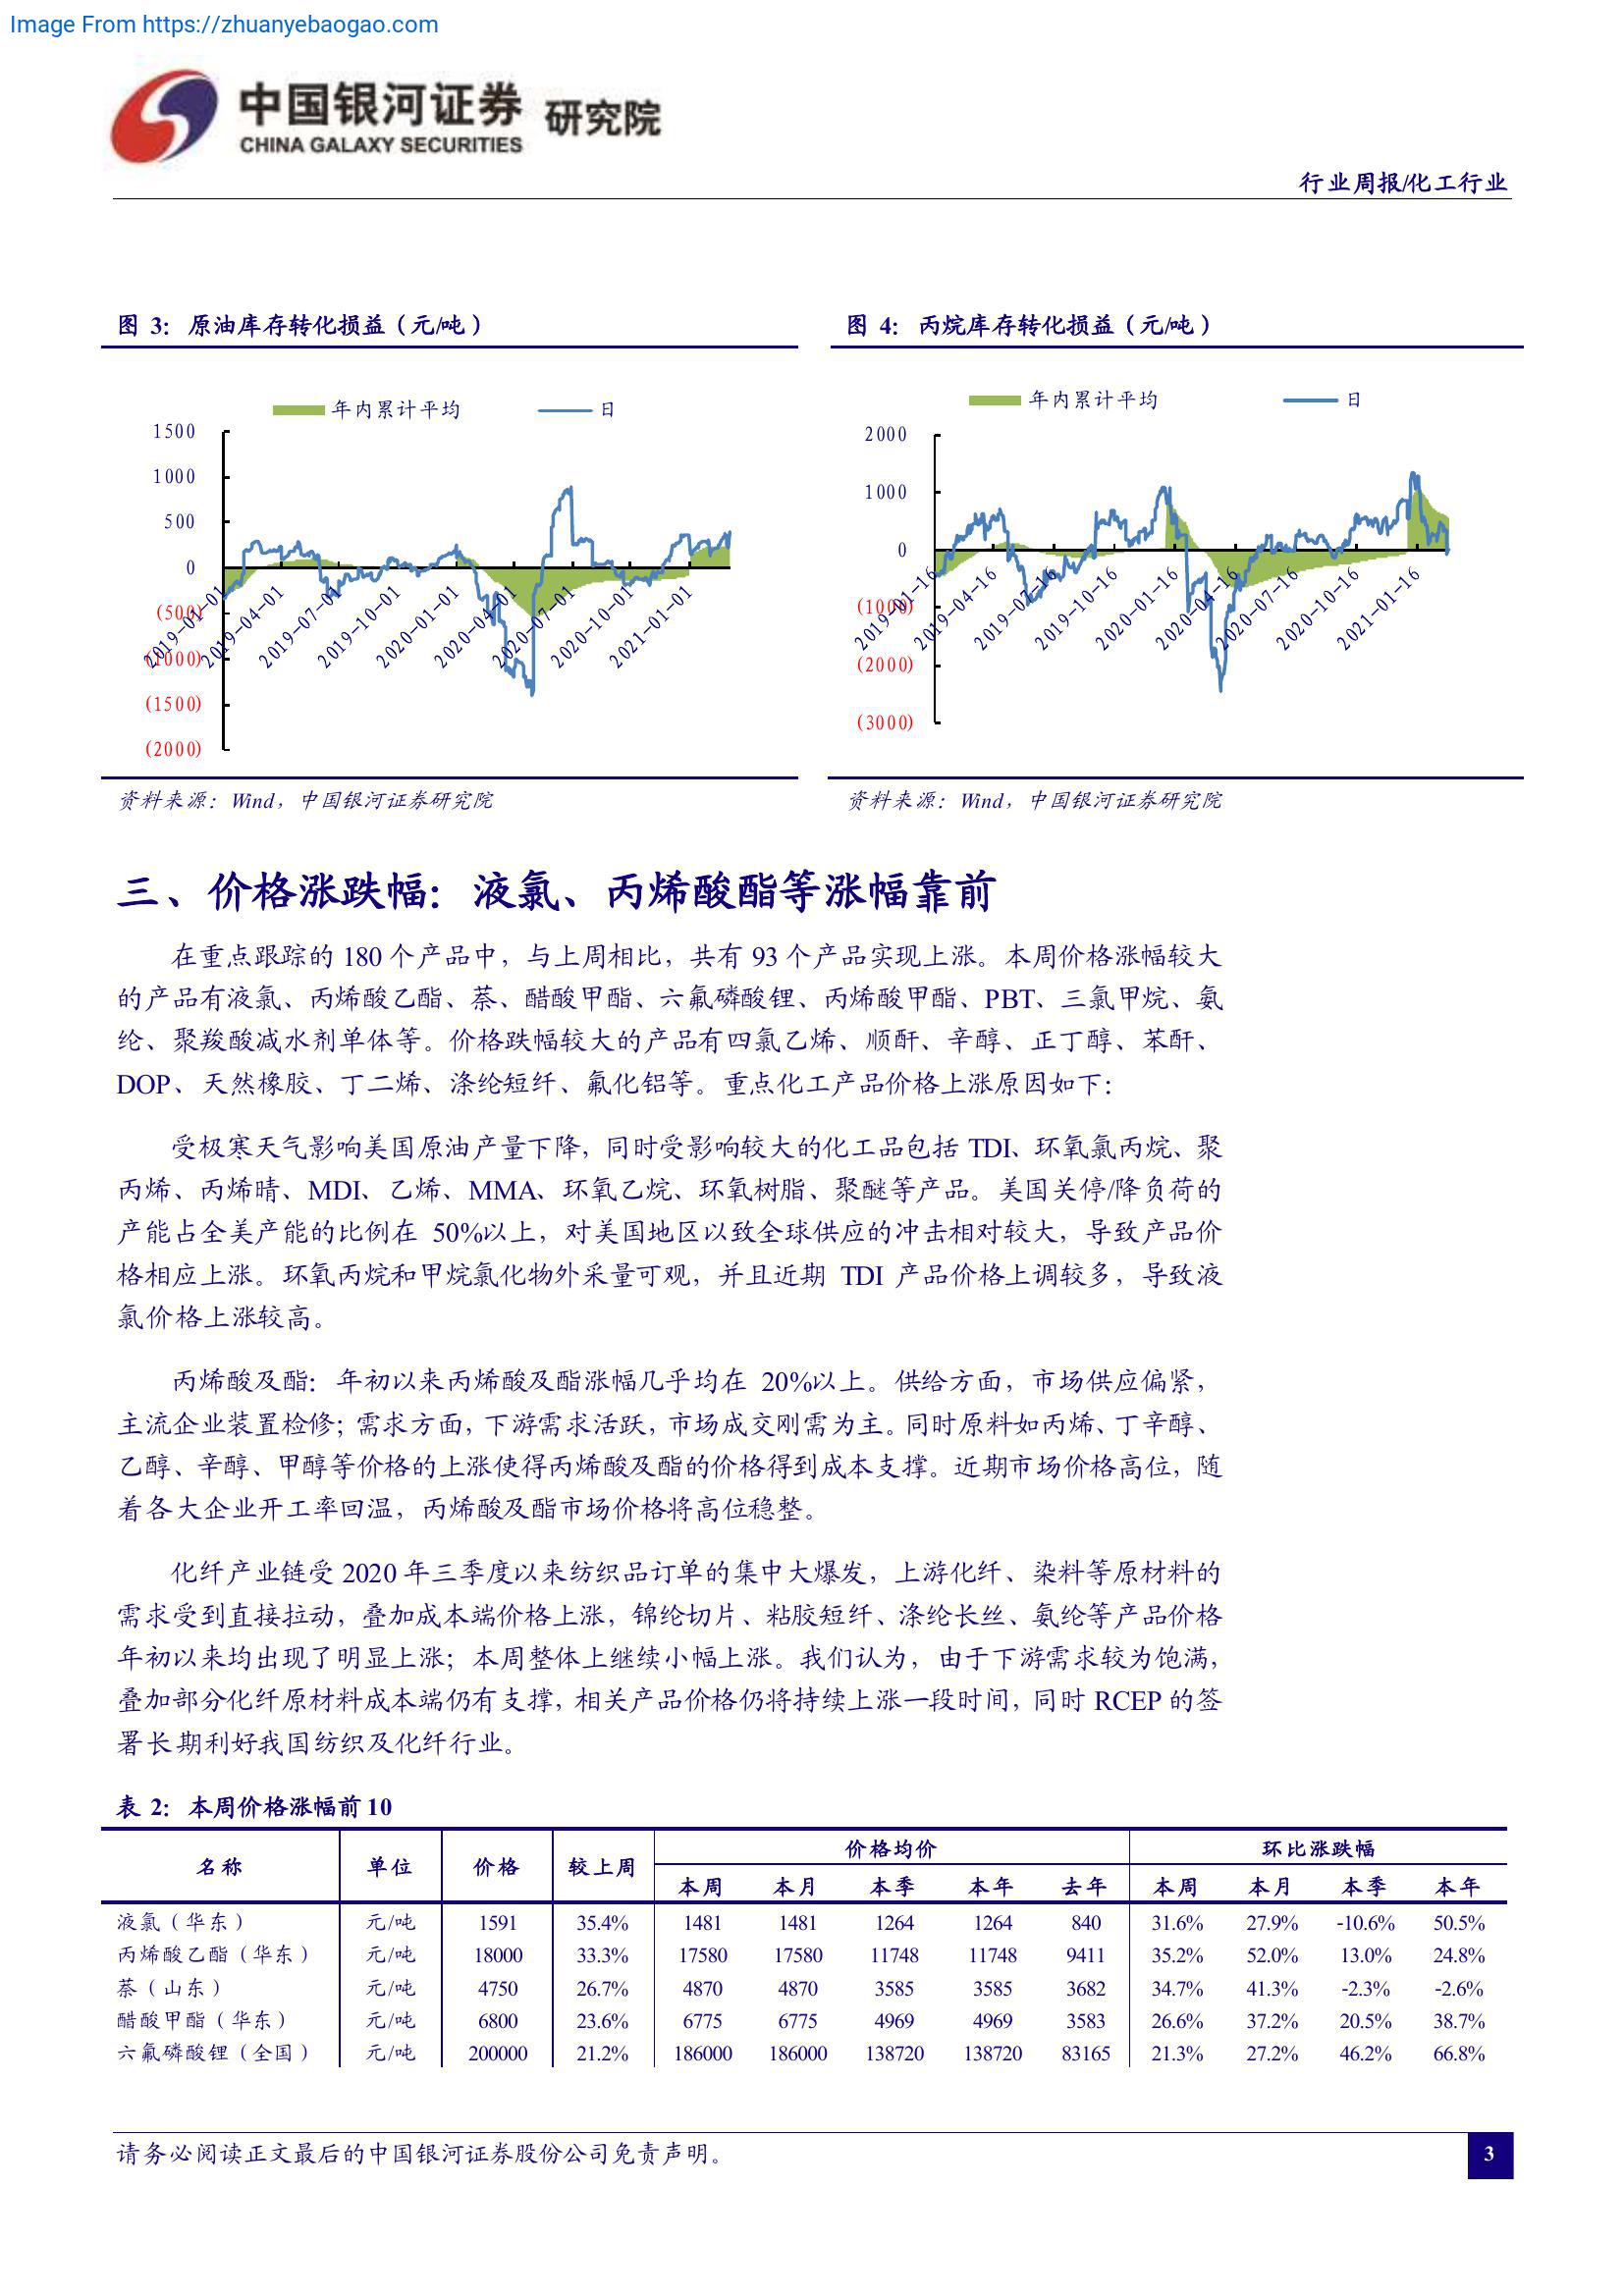 Image From https://zhuanyebaogao.com
中国银河证券 研究院
CHINA GALAXY SECURITIES
行业周报/化工行业
图 3：原油库存转化损益（元/吨）
年内累计平均 日
1500
1000
500
0
(500)
(1000)
(1500)
(2000)
2019-01-01
2019-04-01
2019-07-01
2019-10-01
2020-01-01
2020-04-01
2020-07-01
2020-10-01
2021-01-01
资料来源：Wind，中国银河证券研究院
图 4：丙烷库存转化损益（元/吨）
年内累计平均 日
2000
1000
0
(1000)
(2000)
(3000)
2019-01-16
2019-04-16
2019-07-16
2019-10-16
2020-01-16
2020-04-16
2020-07-16
2020-10-16
2021-01-16
资料来源：Wind，中国银河证券研究院
三、价格涨跌幅：液氯、丙烯酸酯等涨幅靠前
在重点跟踪的 180 个产品中，与上周相比，共有 93 个产品实现上涨。本周价格涨幅较大
的产品有液氯、丙烯酸乙酯、萘、醋酸甲酯、六氟磷酸锂、丙烯酸甲酯、PBT、三氯甲烷、氨
纶、聚羧酸减水剂单体等。价格跌幅较大的产品有四氯乙烯、顺酐、辛醇、正丁醇、苯酐、
DOP、天然橡胶、丁二烯、涤纶短纤、氟化铝等。重点化工产品价格上涨原因如下：
受极寒天气影响美国原油产量下降，同时受影响较大的化工品包括 TDI、环氧氯丙烷、聚
丙烯、丙烯晴、MDI、乙烯、MMA、环氧乙烷、环氧树脂、聚醚等产品。美国关停/降负荷的
产能占全美产能的比例在 50%以上，对美国地区以致全球供应的冲击相对较大，导致产品价
格相应上涨。环氧丙烷和甲烷氯化物外采量可观，并且近期 TDI 产品价格上调较多，导致液
氯价格上涨较高。
丙烯酸及酯：年初以来丙烯酸及酯涨幅几乎均在 20%以上。供给方面，市场供应偏紧，
主流企业装置检修；需求方面，下游需求活跃，市场成交刚需为主。同时原料如丙烯、丁辛醇、
乙醇、辛醇、甲醇等价格的上涨使得丙烯酸及酯的价格得到成本支撑。近期市场价格高位，随
着各大企业开工率回温，丙烯酸及酯市场价格将高位稳整。
化纤产业链受 2020 年三季度以来纺织品订单的集中大爆发，上游化纤、染料等原材料的
需求受到直接拉动，叠加成本端价格上涨，锦纶切片、粘胶短纤、涤纶长丝、氨纶等产品价格
年初以来均出现了明显上涨；本周整体上继续小幅上涨。我们认为，由于下游需求较为饱满，
叠加部分化纤原材料成本端仍有支撑，相关产品价格仍将持续上涨一段时间，同时 RCEP 的签
署长期利好我国纺织及化纤行业。
表 2：本周价格涨幅前 10
名称 单位 价格 较上周 价格均价 环比涨跌幅
本周 本月 本季 本年 去年 本周 本月 本季 本年
液氯（华东） 元/吨 1591 35.4% 1481 1481 1264 1264 840 31.6% 27.9% -10.6% 50.5%
丙烯酸乙酯（华东） 元/吨 18000 33.3% 17580 17580 11748 11748 9411 35.2% 52.0% 13.0% 24.8%
萘（山东） 元/吨 4750 26.7% 4870 4870 3585 3585 3682 34.7% 41.3% -2.3% -2.6%
醋酸甲酯（华东） 元/吨 6800 23.6% 6775 6775 4969 4969 3583 26.6% 37.2% 20.5% 38.7%
六氟磷酸锂（全国） 元/吨 200000 21.2% 186000 186000 138720 138720 83165 21.3% 27.2% 46.2% 66.8%
请务必阅读正文最后的中国银河证券股份公司免责声明。
3